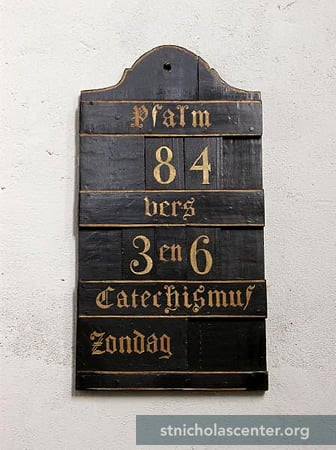 Psalm
84
vers
3 en 6
Catechismus
Zondag
stnicholascenter.org